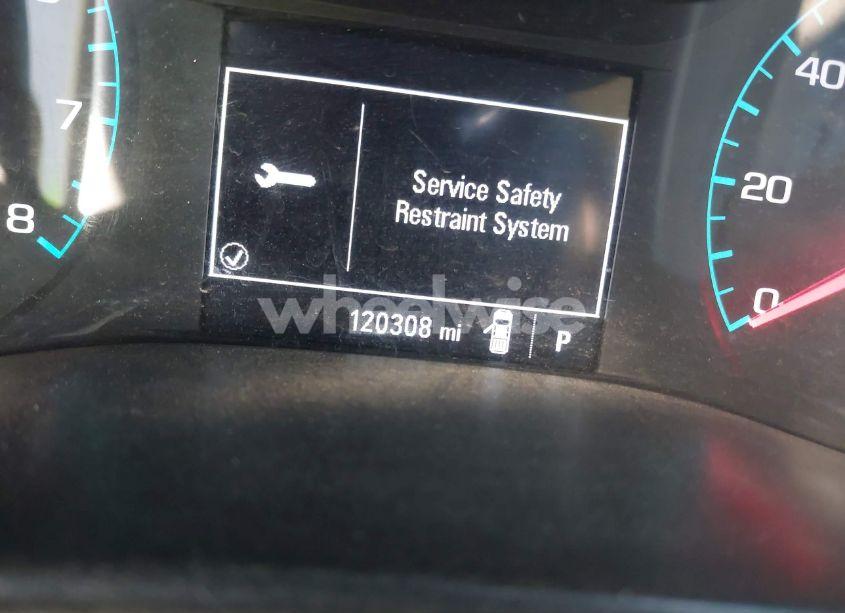 7
8
Service Safety
Restraint System
wheelwise
120308 mi
P
40
20
0